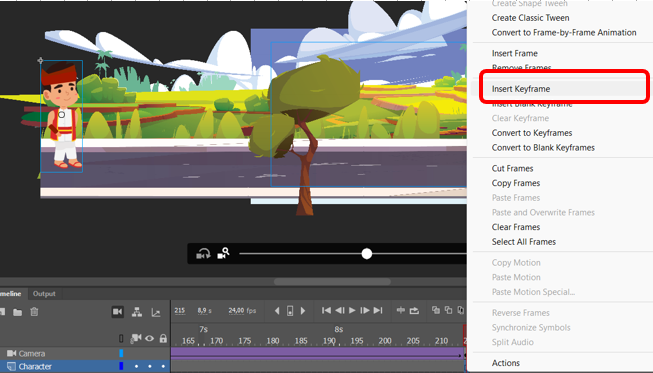 Create Shape Tween
Create Classic Tween
Convert to Frame-by-Frame Animation
Insert Frame
Remove Frames
Insert Keyframe
Insert Blank Keyframe
Clear Keyframe
Convert to Keyframes
Convert to Blank Keyframes
Cut Frames
Copy Frames
Paste Frames
Paste and Overwrite Frames
Clear Frames
Select All Frames
Copy Motion
Paste Motion
Paste Motion Special...
Reverse Frames
Synchronize Symbols
Split Audio
Actions
imeline Output
215 8,9 s 24,00 fps
7s 8s
165 170 175 180 185 190 195 200 205 210 2
Camera
Character